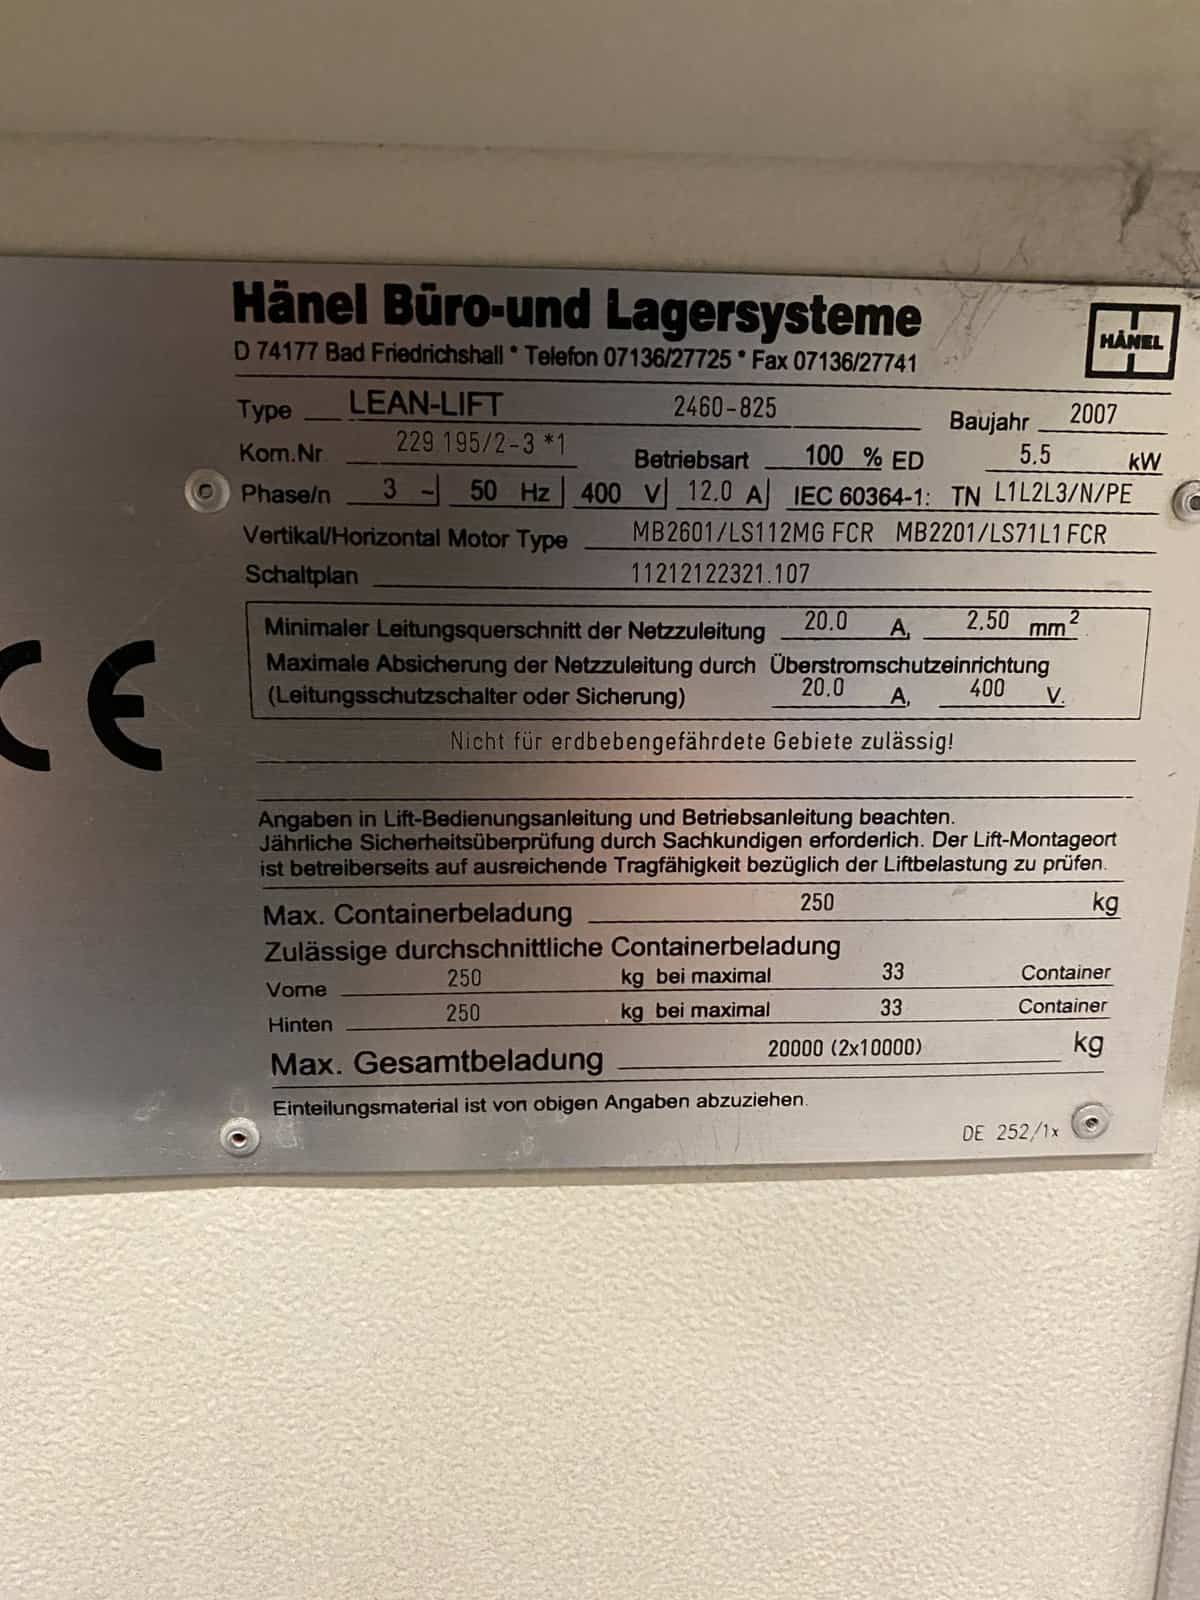 Hänel Büro-und Lagersysteme
D 74177 Bad Friedrichshall * Telefon 07136/27725 * Fax 07136/27741
HÄNEL
Type LEAN-LIFT 2460-825 Baujahr 2007
Kom.Nr. 229 195/2-3 *1 Betriebsart 100 % ED 5.5 kW
Phase/n 3 ~ 50 Hz 400 V 12.0 A IEC 60364-1: TN L1L2L3/N/PE
Vertikal/Horizontal Motor Type MB2601/LS112MG FCR MB2201/LS71L1 FCR
Schaltplan 11212122321.107
Minimaler Leitungsquerschnitt der Netzzuleitung 20.0 A, 2.50 mm²
Maximale Absicherung der Netzzuleitung durch Überstromschutzeinrichtung
(Leitungsschutzschalter oder Sicherung) 20.0 A, 400 V.
CE
Nicht für erdbebengefährdete Gebiete zulässig!
Angaben in Lift-Bedienungsanleitung und Betriebsanleitung beachten.
Jährliche Sicherheitsüberprüfung durch Sachkundigen erforderlich. Der Lift-Montageort
ist betreiberseits auf ausreichende Tragfähigkeit bezüglich der Liftbelastung zu prüfen.
Max. Containerbeladung 250 kg
Zulässige durchschnittliche Containerbeladung
Vorne 250 kg bei maximal 33 Container
Hinten 250 kg bei maximal 33 Container
Max. Gesamtbeladung 20000 (2x10000) kg
Einteilungsmaterial ist von obigen Angaben abzuziehen.
DE 252/1x